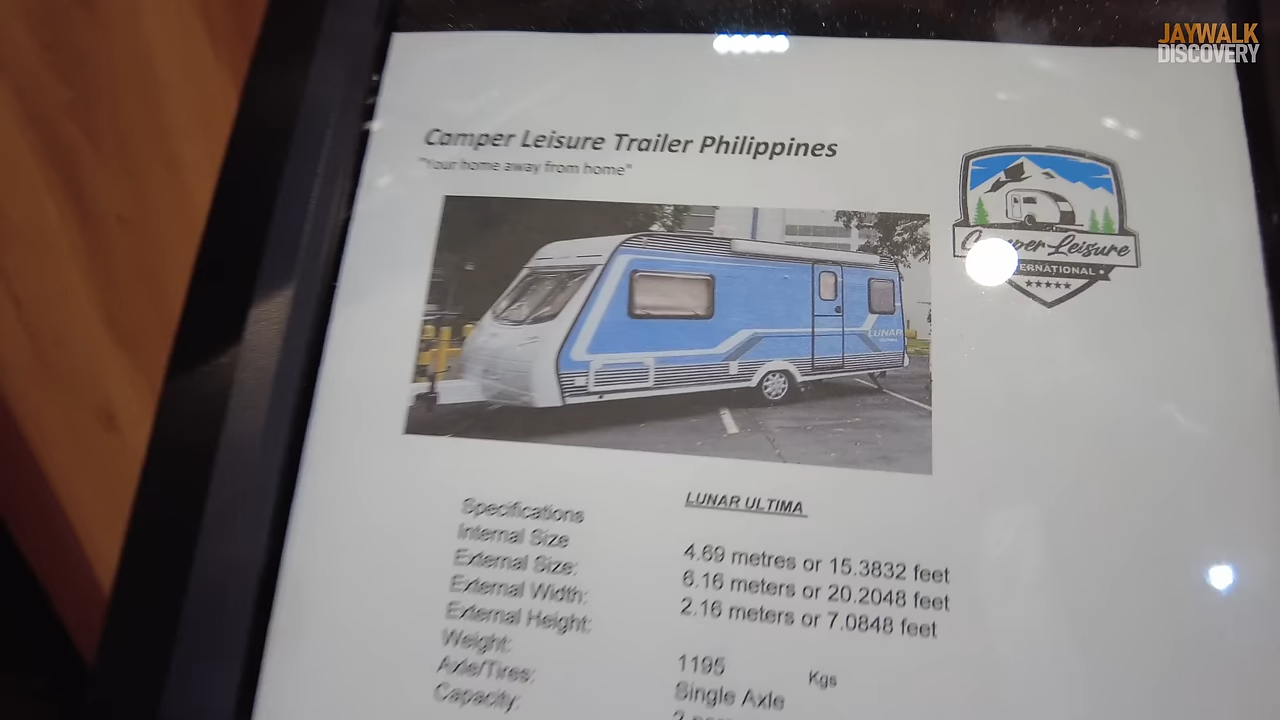 JAYWALK
DISCOVERY
Camper Leisure Trailer Philippines
"Your home away from home"
Leisure
ERNATIONAL
LUNAR
LUNAR ULTIMA
Specifications
Internal Size 4.69 metres or 15.3832 feet
External Size: 6.16 meters or 20.2048 feet
External Width: 2.16 meters or 7.0848 feet
External Height:
Weight: 1195 Kgs
Axle/Tires: Single Axle
Capacity: 2